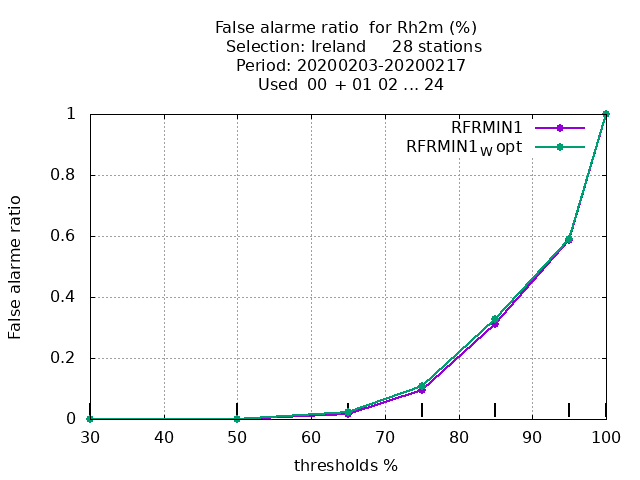 False alarme ratio  for Rh2m (%)
Selection: Ireland     28 stations
Period: 20200203-20200217
Used  00 + 01 02 ... 24
RFRMIN1
RFRMIN1W opt
False alarme ratio
1
0.8
0.6
0.4
0.2
0
30 40 50 60 70 80 90 100
thresholds %